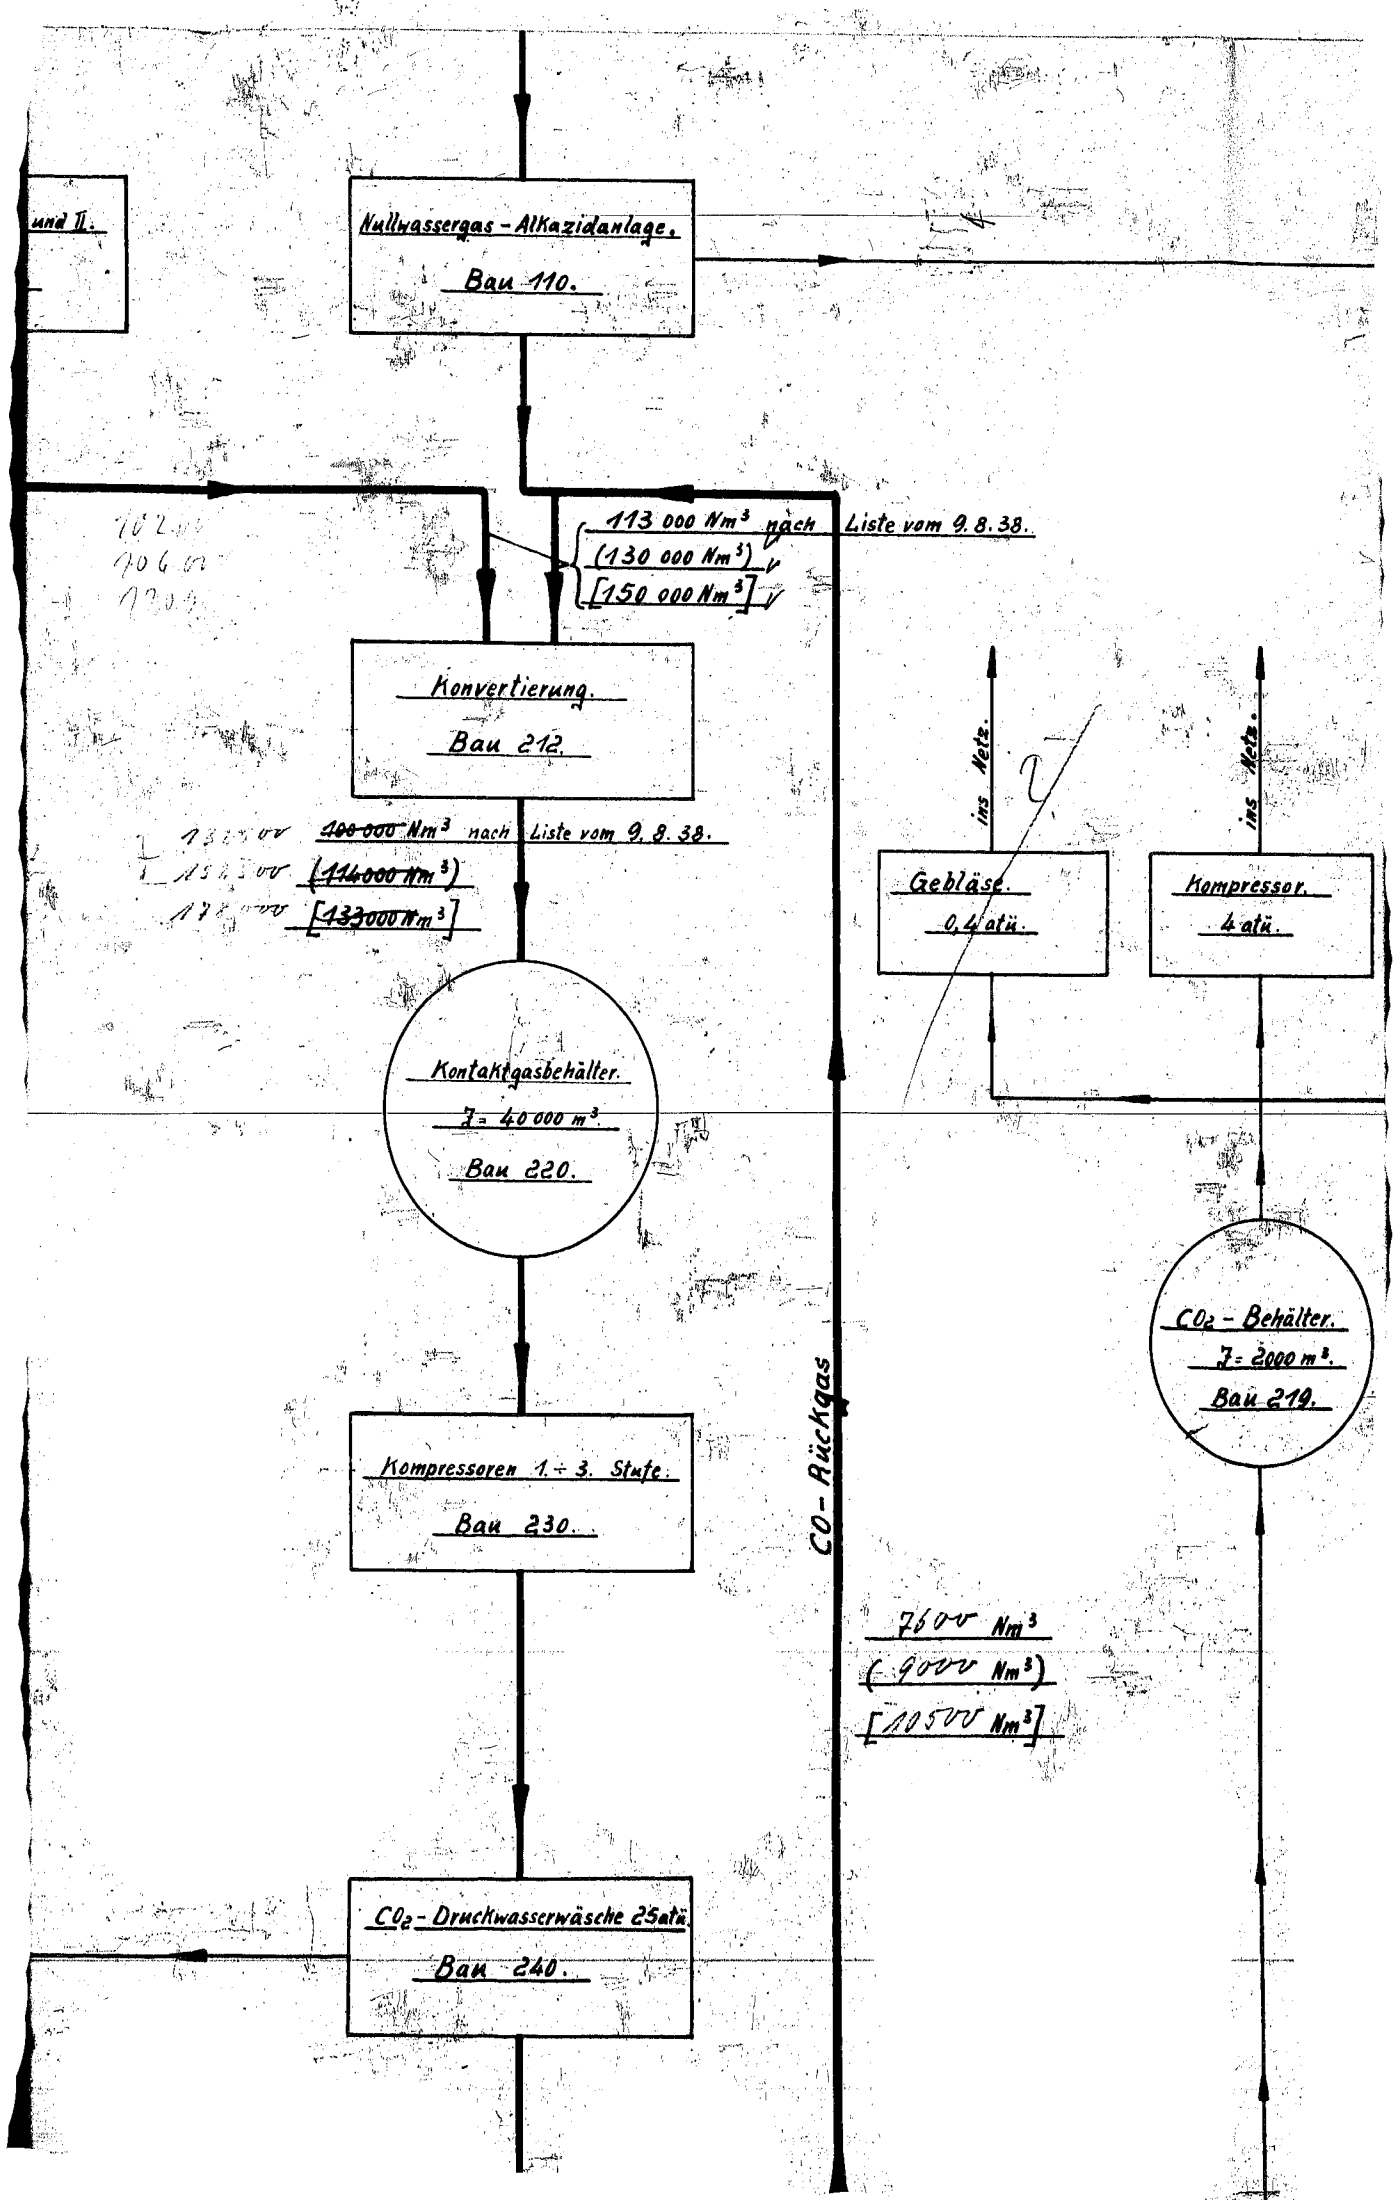 und II.
Nullwassergas - Alkazidanlage.
Bau 110.
113 000 Nm³ nach Liste vom 9.8.38.
(130 000 Nm³)
[150 000 Nm³]
Konvertierung.
Bau 212.
100 000 Nm³ nach Liste vom 9.8.38.
(114000 Nm³)
[133000 Nm³]
ins Netz.
ins Netz.
Gebläse.
0,4 atü.
Kompressor.
4 atü.
Kontaktgasbehälter.
J= 40 000 m³.
Bau 220.
CO₂ - Behälter.
J= 2000 m³.
Bau 219.
CO - Rückgas
Kompressoren 1.÷3. Stufe.
Bau 230.
7600 Nm³
(9000 Nm³)
[10500 Nm³]
CO₂ - Druckwasserwäsche 25atü.
Bau 240.